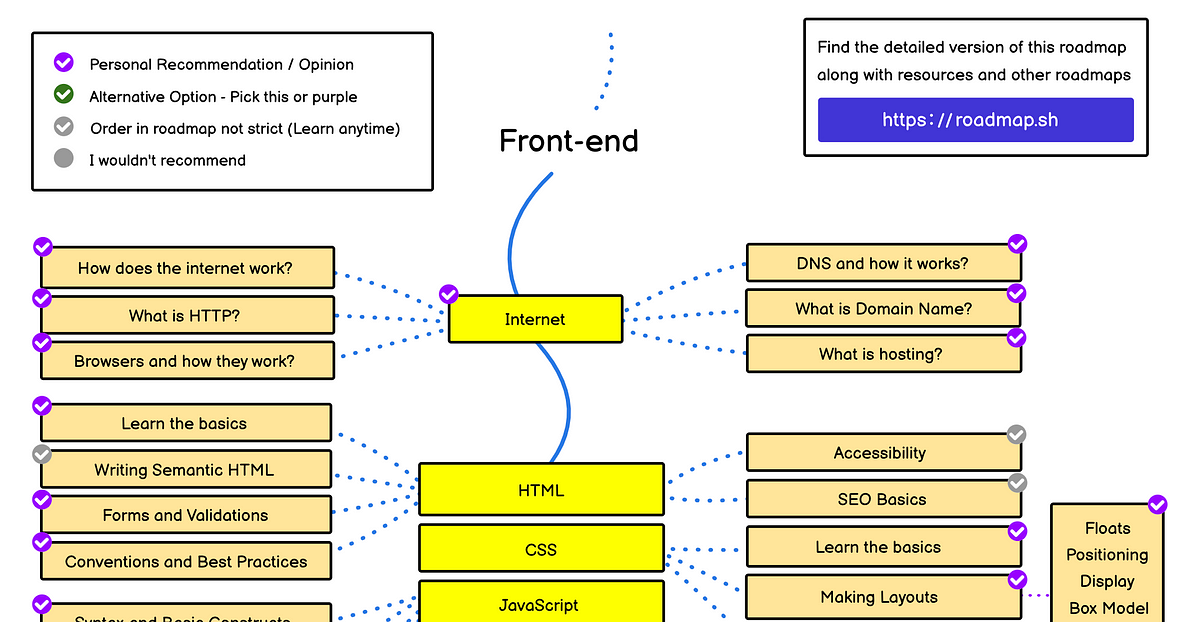 Personal Recommendation / Opinion
Alternative Option - Pick this or purple
Order in roadmap not strict (Learn anytime)
I wouldn't recommend
Find the detailed version of this roadmap
along with resources and other roadmaps
https://roadmap.sh
Front-end
How does the internet work?
What is HTTP?
Browsers and how they work?
Internet
DNS and how it works?
What is Domain Name?
What is hosting?
Learn the basics
Writing Semantic HTML
Forms and Validations
Conventions and Best Practices
HTML
CSS
JavaScript
Accessibility
SEO Basics
Learn the basics
Making Layouts
Floats
Positioning
Display
Box Model
Syntax and Basic Constructs